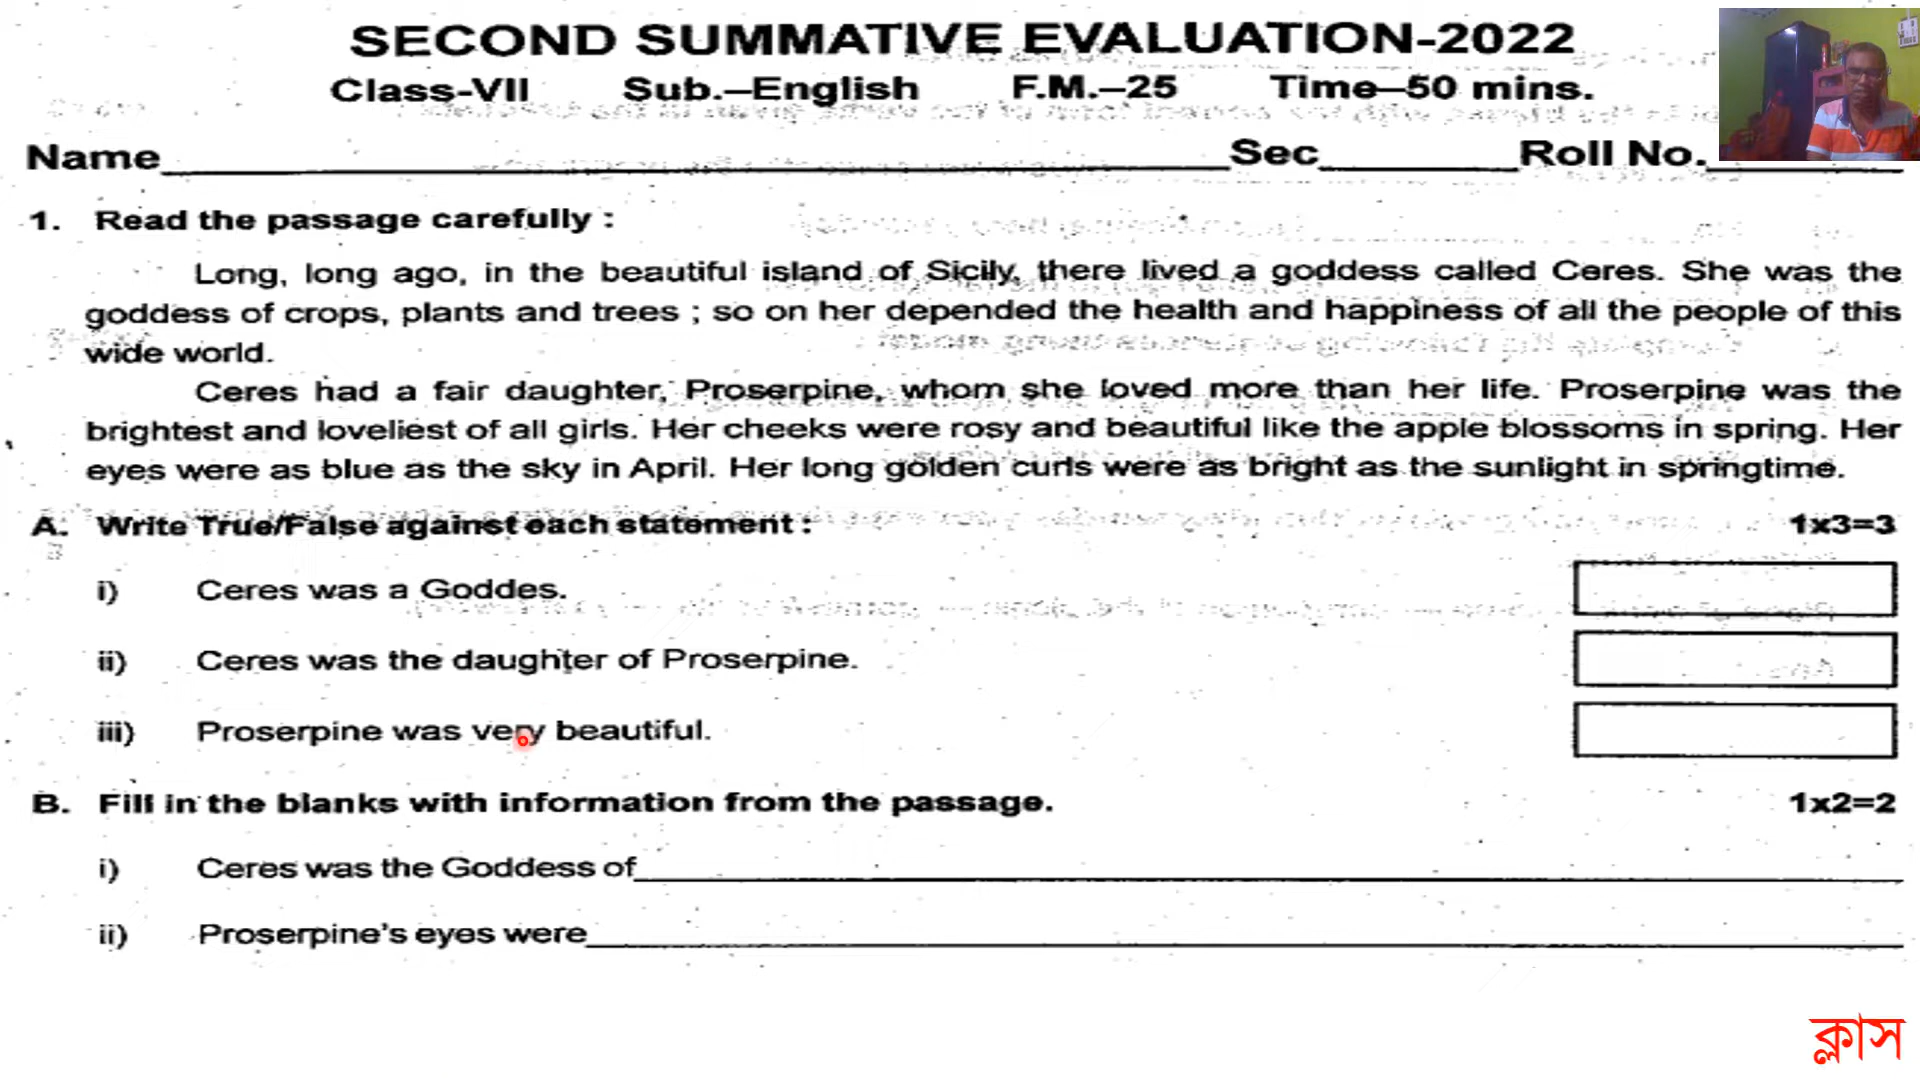 SECOND SUMMATIVE EVALUATION-2022
Class-VII Sub.–English F.M.–25 Time–50 mins.
Name Sec Roll No.
1. Read the passage carefully :
Long, long ago, in the beautiful island of Sicily, there lived a goddess called Ceres. She was the
goddess of crops, plants and trees ; so on her depended the health and happiness of all the people of this
wide world.
Ceres had a fair daughter, Proserpine, whom she loved more than her life. Proserpine was the
brightest and loveliest of all girls. Her cheeks were rosy and beautiful like the apple blossoms in spring. Her
eyes were as blue as the sky in April. Her long golden curls were as bright as the sunlight in springtime.
A. Write True/False against each statement : 1x3=3
i) Ceres was a Goddes.
ii) Ceres was the daughter of Proserpine.
iii) Proserpine was very beautiful.
B. Fill in the blanks with information from the passage. 1x2=2
i) Ceres was the Goddess of
ii) Proserpine's eyes were
ক্লাস